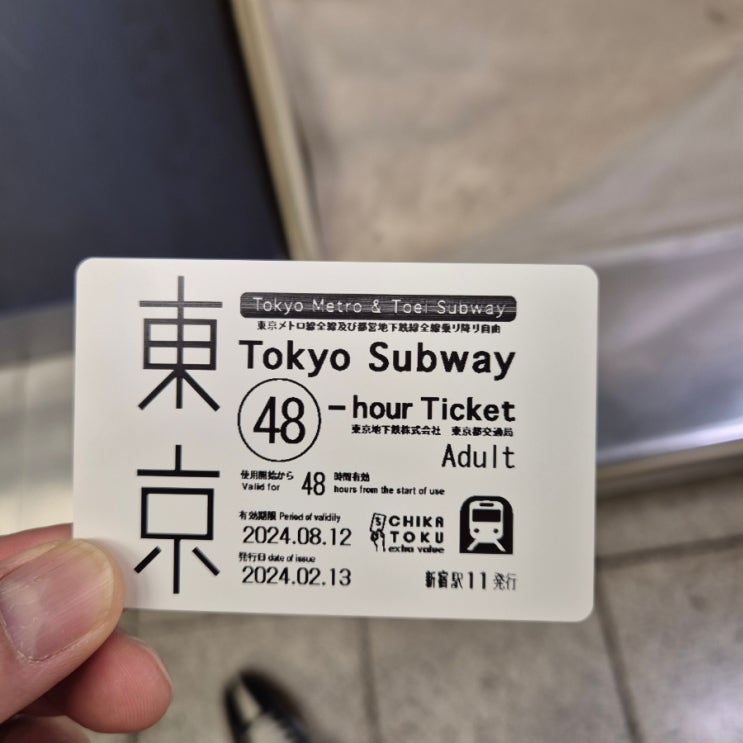 東京
Tokyo Metro & Toei Subway
東京メトロ線全線及び都営地下鉄線全線乗り降り自由
Tokyo Subway
48-hour Ticket
東京地下鉄株式会社 東京都交通局
Adult
使用開始から 48 時間有効
Valid for hours from the start of use
有効期限 Period of validity
2024.08.12
発行日 date of issue
2024.02.13
CHIKA
TOKU
extra value
新宿駅11発行